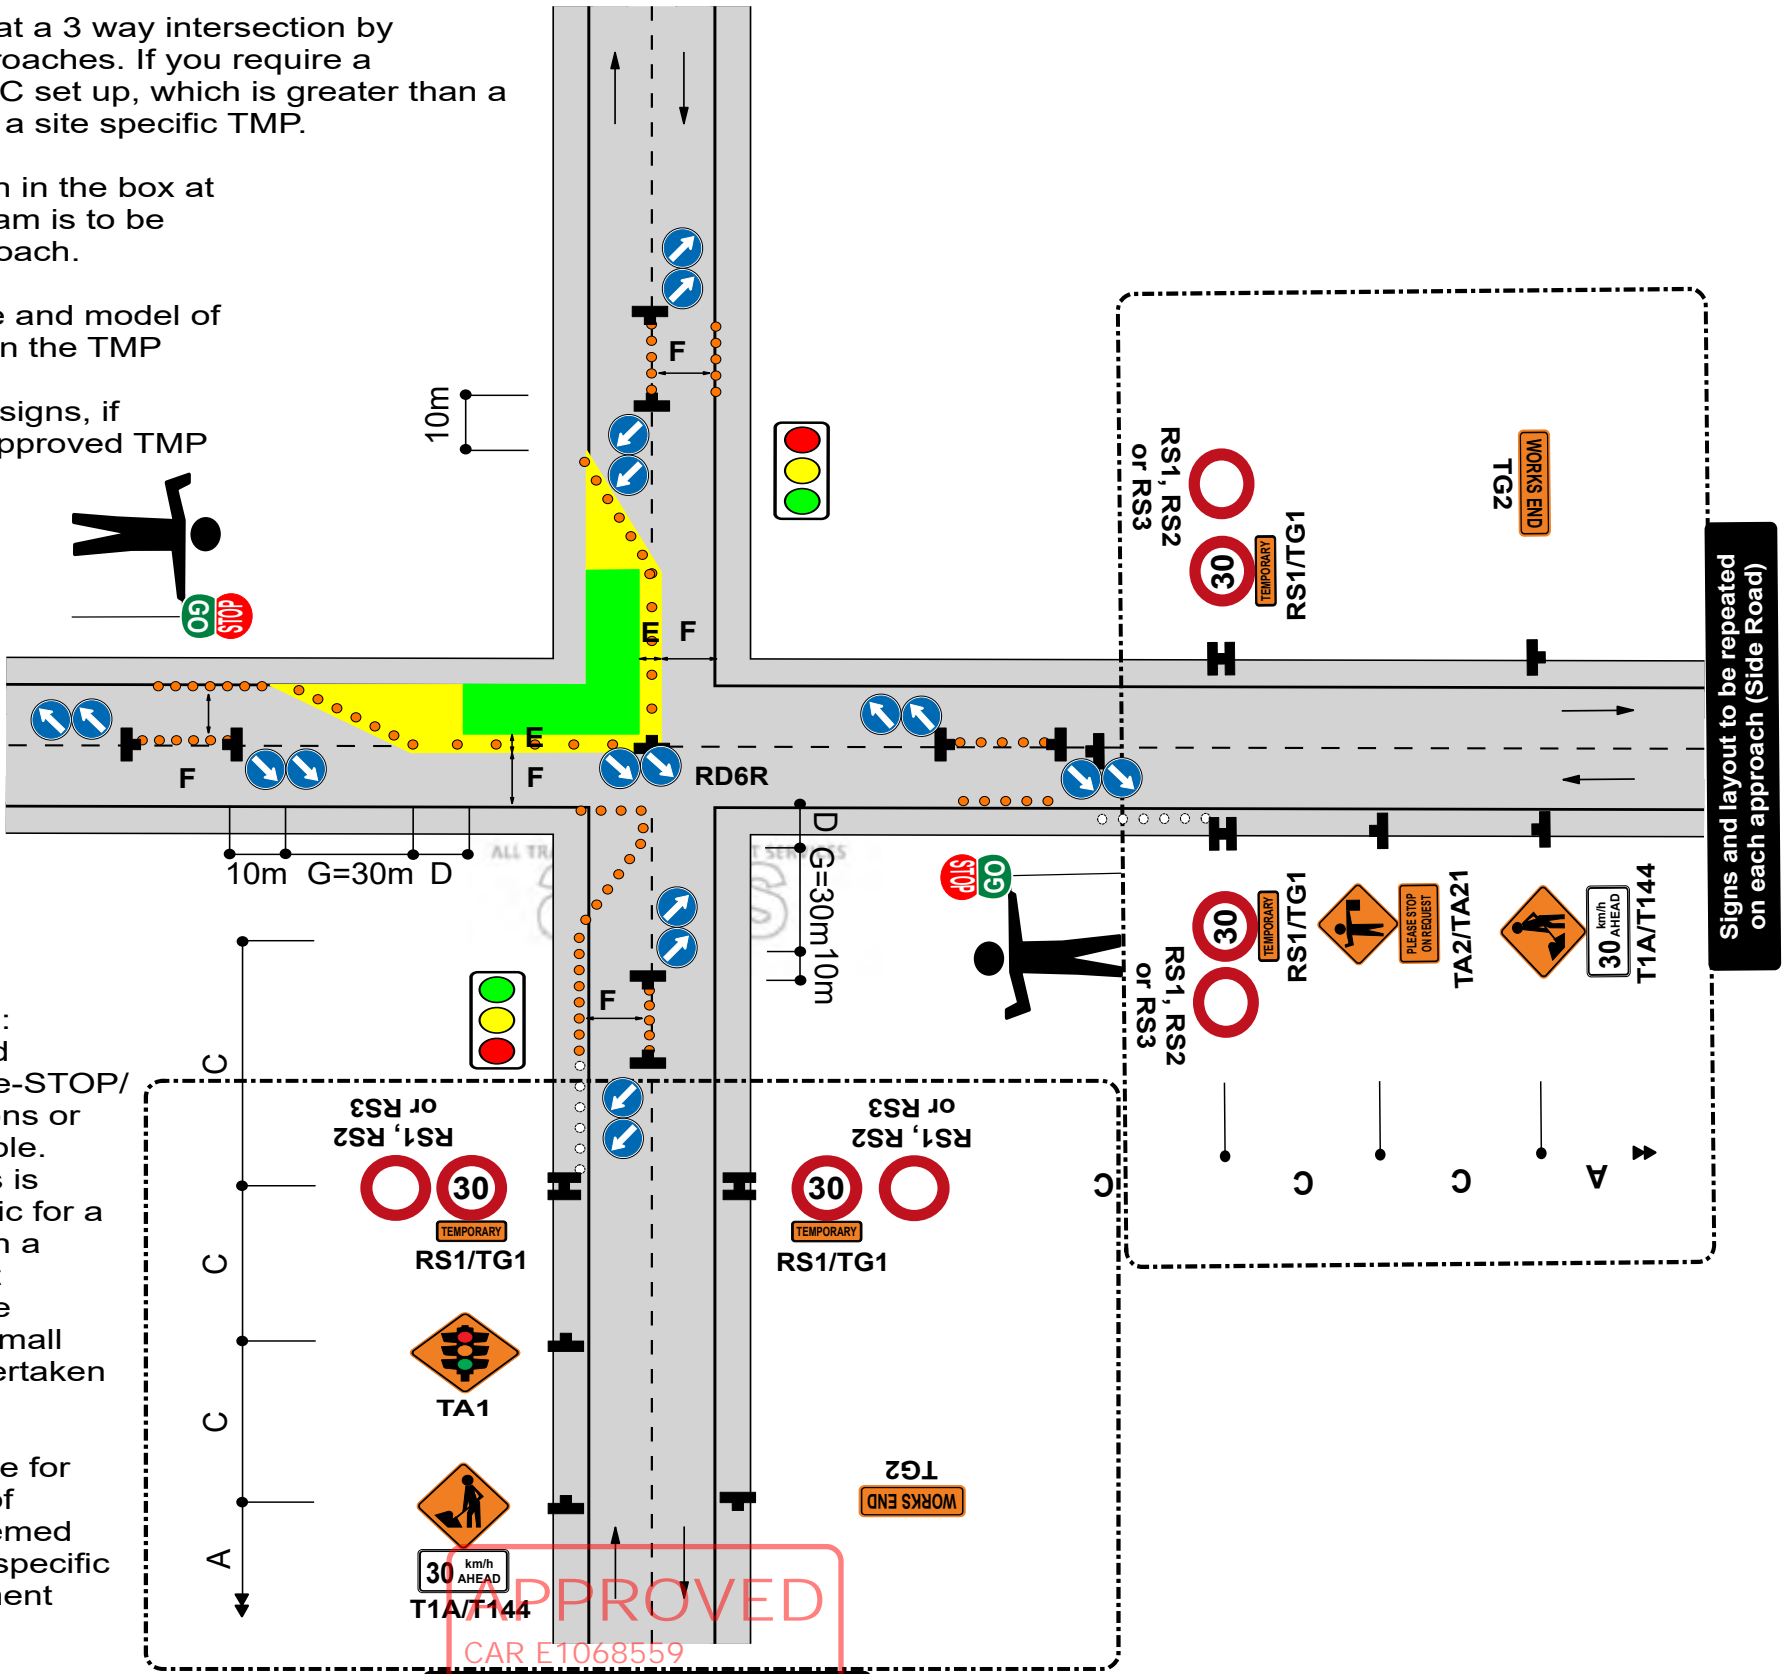 at a 3 way intersection by
roaches. If you require a
C set up, which is greater than a
a site specific TMP.
n in the box at
am is to be
oach.
e and model of
n the TMP
signs, if
pproved TMP
10m
F
GO
STOP
E F
E
F
F
RD6R
10m G=30m D
D
G=30m
10m
ALL TRA
T SERVICES
F
RS1, RS2
or RS3
30
TEMPORARY
RS1/TG1
WORKS END
TG2
Signs and layout to be repeated
on each approach (Side Road)
STOP
GO
30
TEMPORARY
RS1/TG1
RS1, RS2
or RS3
PLEASE STOP
ON REQUEST
TA2/TA21
30 km/h
AHEAD
T1A/T144
C
C
C
A
:
d
e-STOP/
ns or
ble.
s is
ic for a
n a
t
e
small
ertaken
e for
of
emed
specific
nent
C
C
C
A
RS1, RS2
or RS3
30
TEMPORARY
RS1/TG1
RS1, RS2
or RS3
30
TEMPORARY
RS1/TG1
TA1
TG2
WORKS END
30 km/h
AHEAD
T1A/T144
APPROVED
CAR E1068559